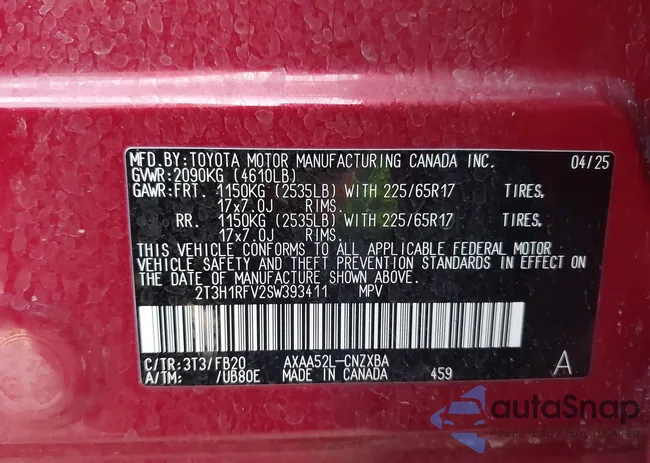 MFD.BY:TOYOTA MOTOR MANUFACTURING CANADA INC. 04/25
GVWR:2090KG (4610LB)
GAWR:FRT. 1150KG (2535LB) WITH 225/65R17 TIRES,
17x7.0J RIMS.
RR. 1150KG (2535LB) WITH 225/65R17 TIRES,
17x7.0J RIMS.
THIS VEHICLE CONFORMS TO ALL APPLICABLE FEDERAL MOTOR
VEHICLE SAFETY AND THEFT PREVENTION STANDARDS IN EFFECT ON
THE DATE OF MANUFACTURE SHOWN ABOVE.
2T3H1RFV2SW393411 MPV
C/TR:3T3/FB20 AXAA52L-CNZXBA A
A/TM: /UB80E MADE IN CANADA 459
autoSnap